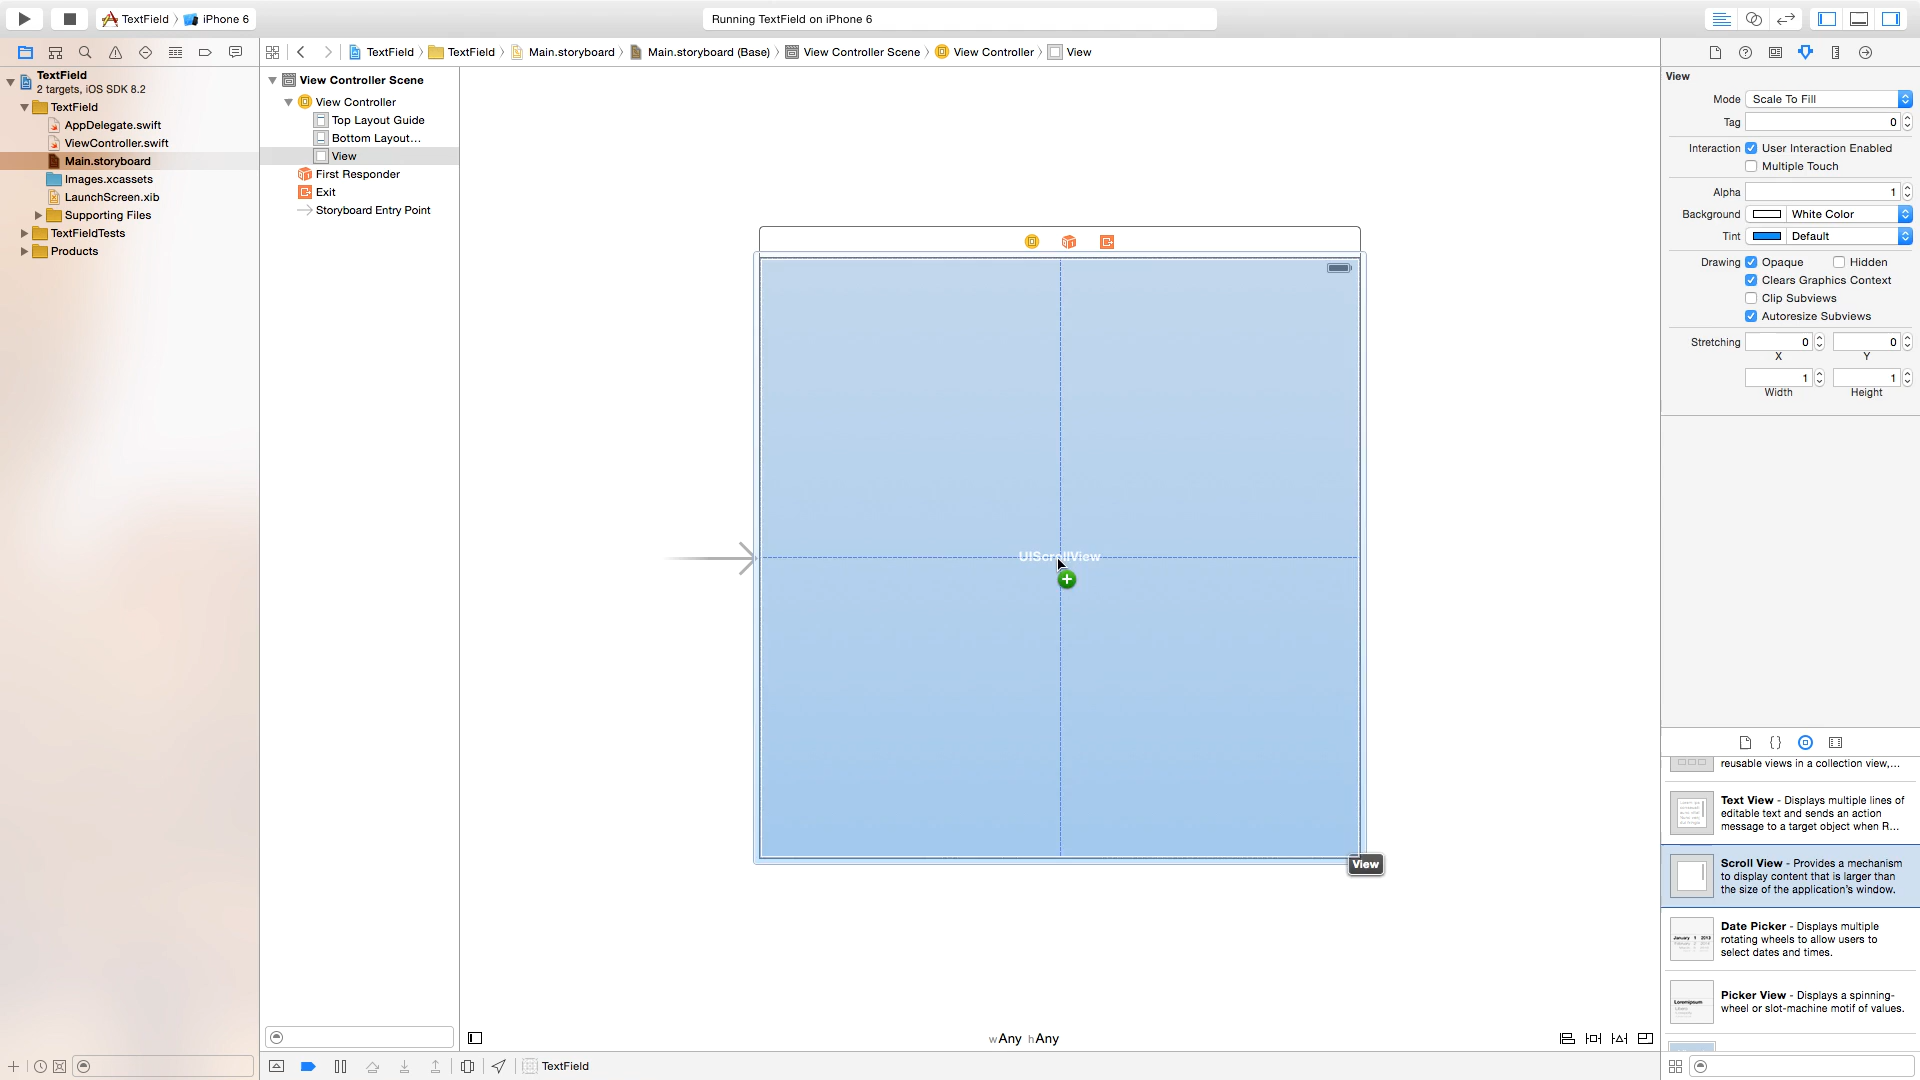 TextField
iPhone 6
Running TextField on iPhone 6
TextField
TextField
Main.storyboard
Main.storyboard (Base)
View Controller Scene
View Controller
View
TextField
2 targets, iOS SDK 8.2
TextField
AppDelegate.swift
ViewController.swift
Main.storyboard
Images.xcassets
LaunchScreen.xib
Supporting Files
TextFieldTests
Products
View Controller Scene
View Controller
Top Layout Guide
Bottom Layout...
View
First Responder
Exit
Storyboard Entry Point
UIScrollView
View
wAny hAny
TextField
View
Mode Scale To Fill
Tag 0
Interaction User Interaction Enabled
Multiple Touch
Alpha 1
Background White Color
Tint Default
Drawing Opaque Hidden
Clears Graphics Context
Clip Subviews
Autoresize Subviews
Stretching 0 0
X Y
1 1
Width Height
reusable views in a collection view,...
Text View - Displays multiple lines of
editable text and sends an action
message to a target object when R...
Scroll View - Provides a mechanism
to display content that is larger than
the size of the application's window.
Date Picker - Displays multiple
rotating wheels to allow users to
select dates and times.
Picker View - Displays a spinning-
wheel or slot-machine motif of values.